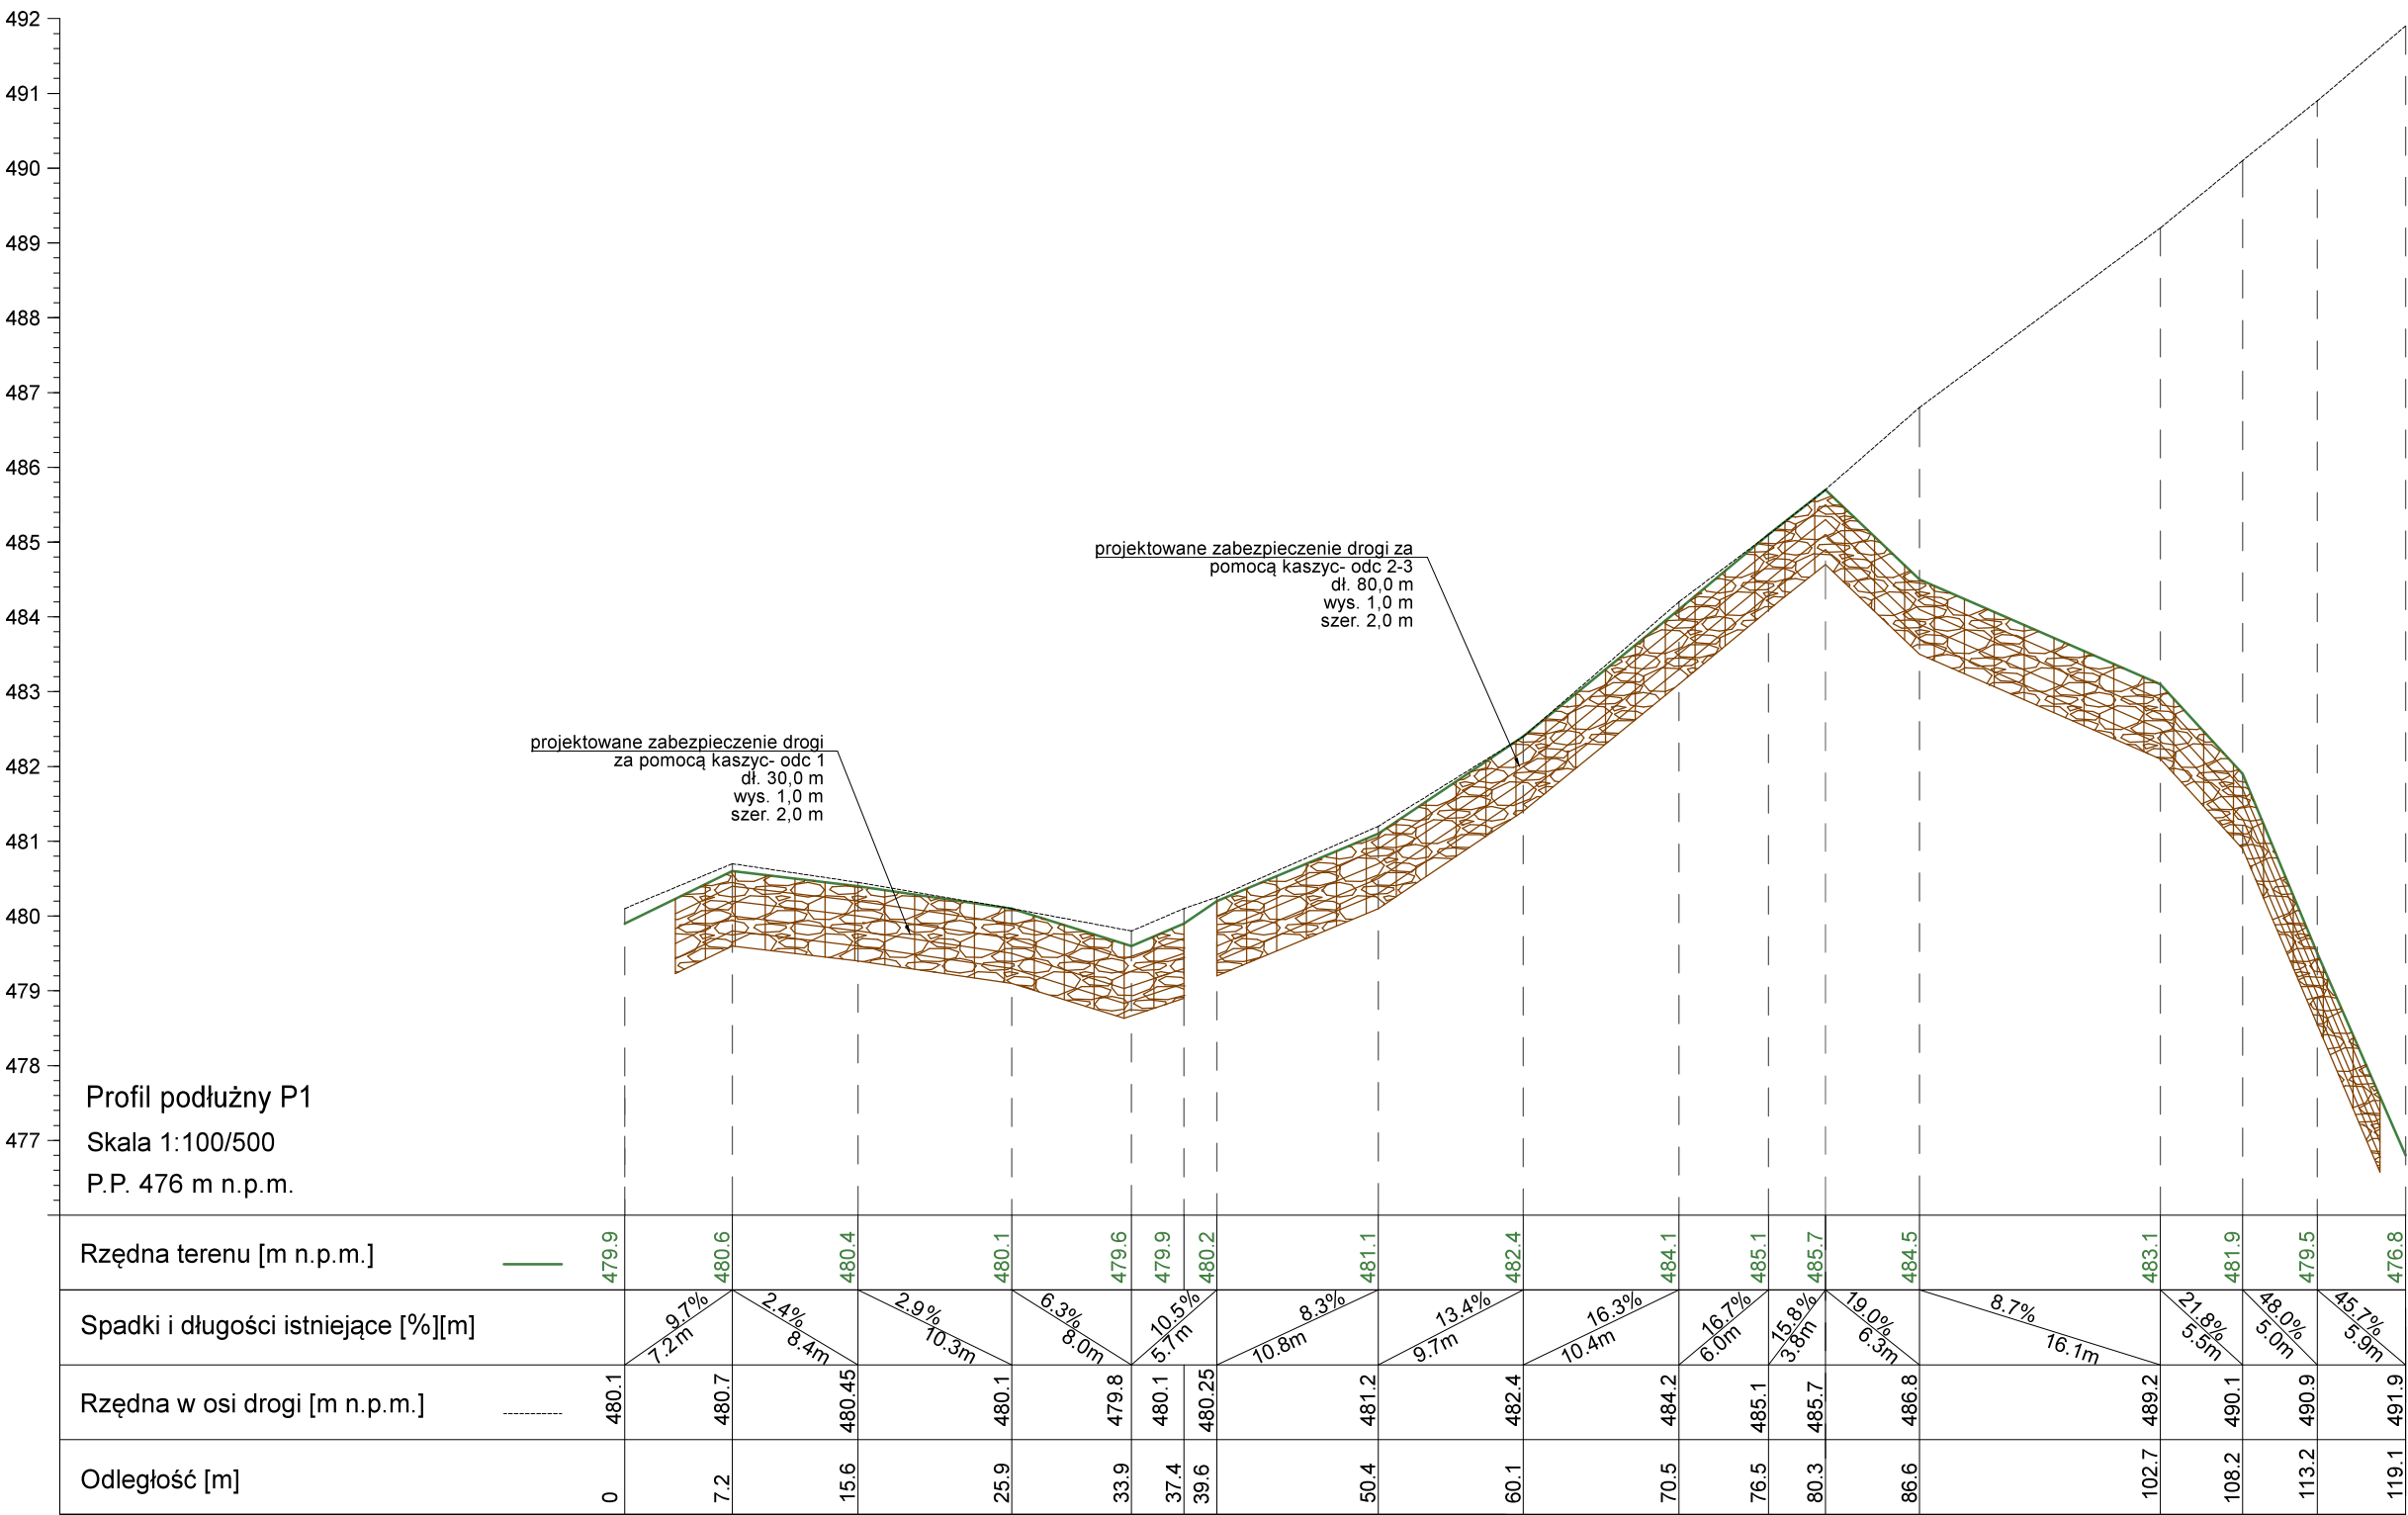 492
491
490
489
488
487
486
485
484
483
482
481
480
479
478
477
projektowane zabezpieczenie drogi za
pomocą kaszyc- odc 2-3
dł. 80,0 m
wys. 1,0 m
szer. 2,0 m
projektowane zabezpieczenie drogi
za pomocą kaszyc- odc 1
dł. 30,0 m
wys. 1,0 m
szer. 2,0 m
Profil podłużny P1
Skala 1:100/500
P.P. 476 m n.p.m.
Rzędna terenu [m n.p.m.] 479.9 480.6 480.4 480.1 479.6 479.9 480.2 481.1 482.4 484.1 485.1 485.7 484.5 483.1 481.9 479.5 476.8
Spadki i długości istniejące [%][m]
9.7% 2.4% 2.9% 6.3% 10.5% 8.3% 13.4% 16.3% 16.7% 15.8% 19.0% 8.7% 21.8% 48.0% 45.7%
7.2m 8.4m 10.3m 8.0m 5.7m 10.8m 9.7m 10.4m 6.0m 3.8m 6.3m 16.1m 5.5m 5.0m 5.9m
Rzędna w osi drogi [m n.p.m.] 480.1 480.7 480.45 480.1 479.8 480.1 480.25 481.2 482.4 484.2 485.1 485.7 486.8 489.2 490.1 490.9 491.9
Odległość [m] 0 7.2 15.6 25.9 33.9 37.4 39.6 50.4 60.1 70.5 76.5 80.3 86.6 102.7 108.2 113.2 119.1